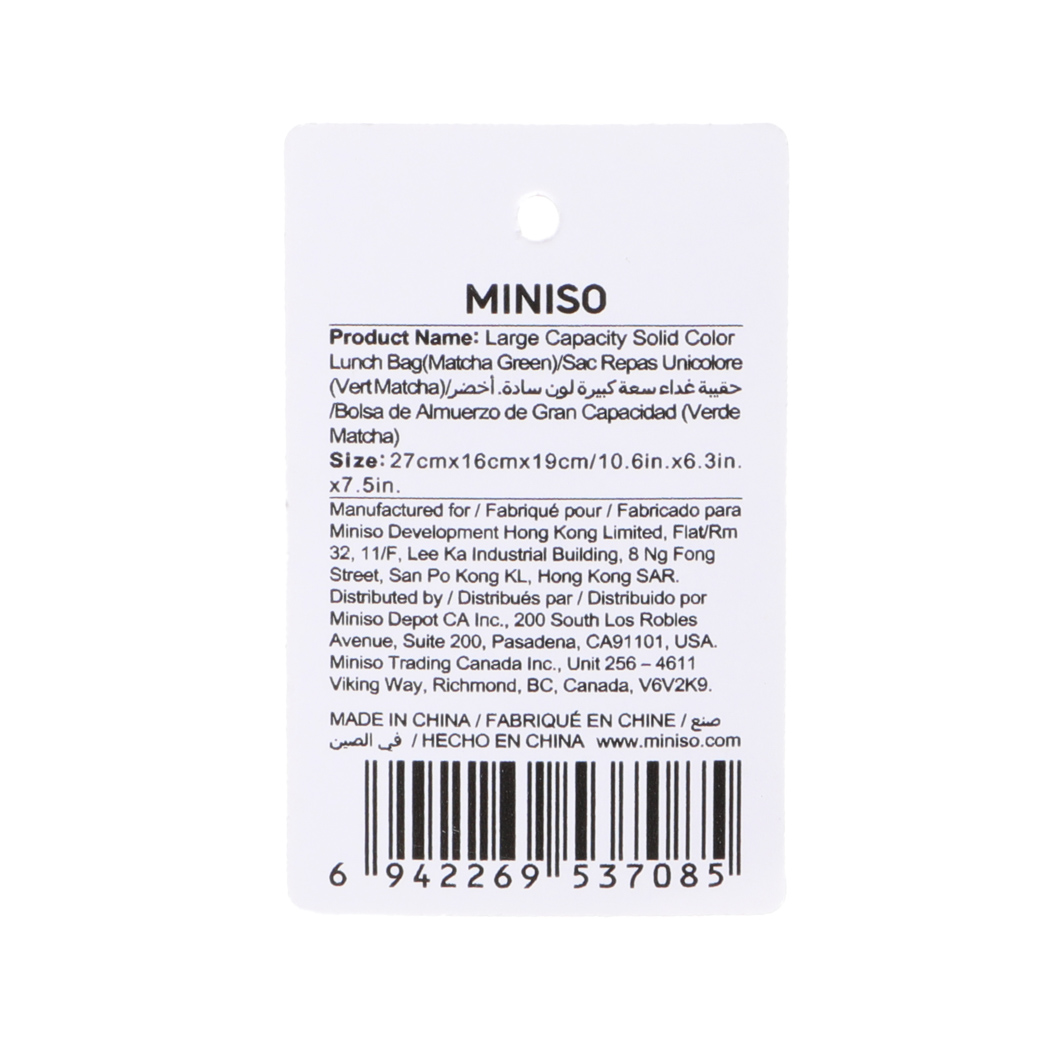 MINISO
Product Name: Large Capacity Solid Color
Lunch Bag(Matcha Green)/Sac Repas Unicolore
(Vert Matcha)/حقيبة غداء سعة كبيرة لون سادة. أخضر
/Bolsa de Almuerzo de Gran Capacidad (Verde
Matcha)
Size: 27cmx16cmx19cm/10.6in.x6.3in.
x7.5in.
Manufactured for / Fabriqué pour / Fabricado para
Miniso Development Hong Kong Limited, Flat/Rm
32, 11/F, Lee Ka Industrial Building, 8 Ng Fong
Street, San Po Kong KL, Hong Kong SAR.
Distributed by / Distribués par / Distribuido por
Miniso Depot CA Inc., 200 South Los Robles
Avenue, Suite 200, Pasadena, CA91101, USA.
Miniso Trading Canada Inc., Unit 256 – 4611
Viking Way, Richmond, BC, Canada, V6V2K9.
MADE IN CHINA / FABRIQUÉ EN CHINE / صنع
في الصين / HECHO EN CHINA www.miniso.com
6 942269 537085